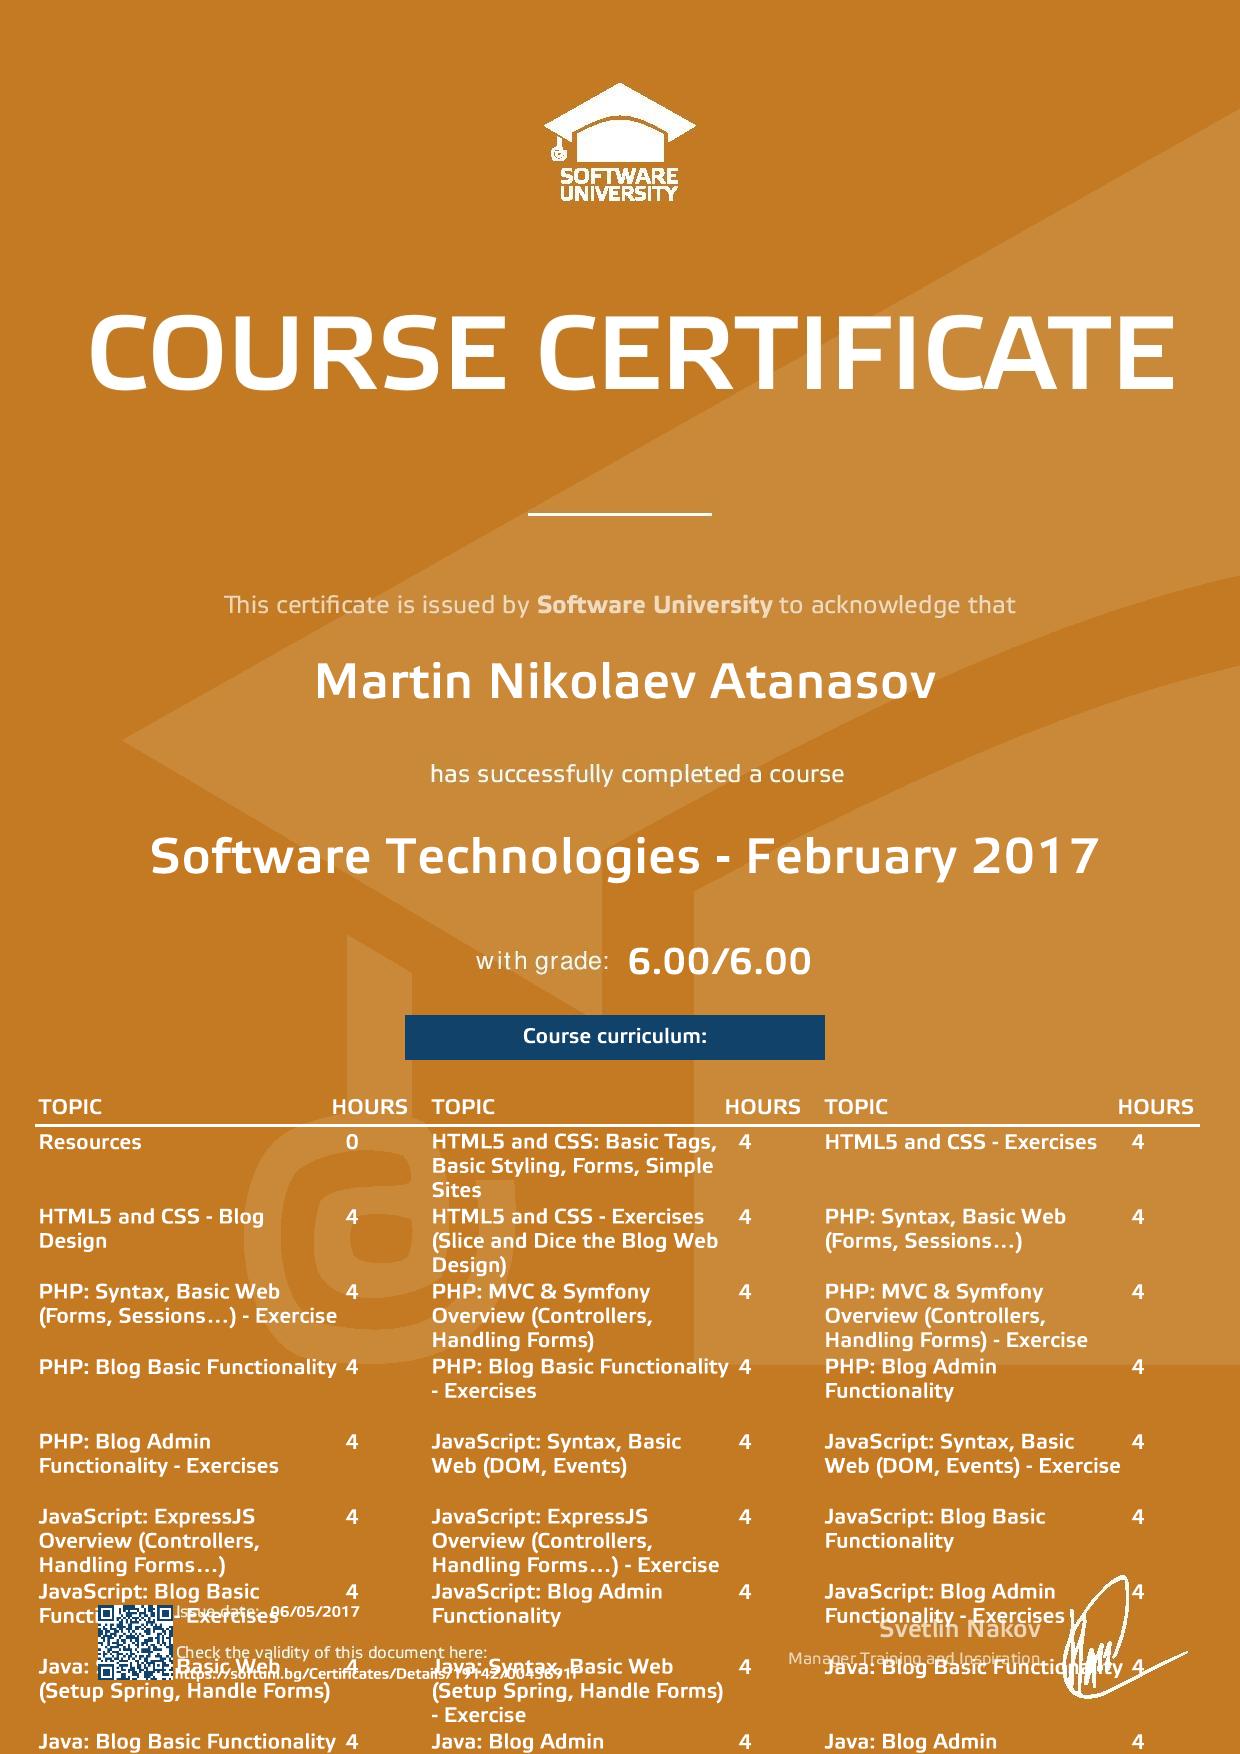 SOFTWARE
UNIVERSITY
COURSE CERTIFICATE
This certificate is issued by Software University to acknowledge that
Martin Nikolaev Atanasov
has successfully completed a course
Software Technologies - February 2017
with grade: 6.00/6.00
Course curriculum:
TOPIC HOURS TOPIC HOURS TOPIC HOURS
Resources 0 HTML5 and CSS: Basic Tags, 4 HTML5 and CSS - Exercises 4
Basic Styling, Forms, Simple
Sites
HTML5 and CSS - Blog 4 HTML5 and CSS - Exercises 4 PHP: Syntax, Basic Web 4
Design (Slice and Dice the Blog Web (Forms, Sessions...)
Design)
PHP: Syntax, Basic Web 4 PHP: MVC & Symfony 4 PHP: MVC & Symfony 4
(Forms, Sessions...) - Exercise Overview (Controllers, Overview (Controllers,
Handling Forms) Handling Forms) - Exercise
PHP: Blog Basic Functionality 4 PHP: Blog Basic Functionality 4 PHP: Blog Admin 4
- Exercises Functionality
PHP: Blog Admin 4 JavaScript: Syntax, Basic 4 JavaScript: Syntax, Basic 4
Functionality - Exercises Web (DOM, Events) Web (DOM, Events) - Exercise
JavaScript: ExpressJS 4 JavaScript: ExpressJS 4 JavaScript: Blog Basic 4
Overview (Controllers, Overview (Controllers, Functionality
Handling Forms...) Handling Forms...) - Exercise
JavaScript: Blog Basic 4 JavaScript: Blog Admin 4 JavaScript: Blog Admin 4
- Exercises Functionality Functionality - Exercises
Issue date: 06/05/2017
Svetlin Nakov
Check the validity of this document here:
Manager Training and Inspiration
Java: Basic Web 4 Java: Syntax, Basic Web 4 Java: Blog Basic Functionality 4
(Setup Spring, Handle Forms) (Setup Spring, Handle Forms)
- Exercise
Java: Blog Basic Functionality 4 Java: Blog Admin 4 Java: Blog Admin 4